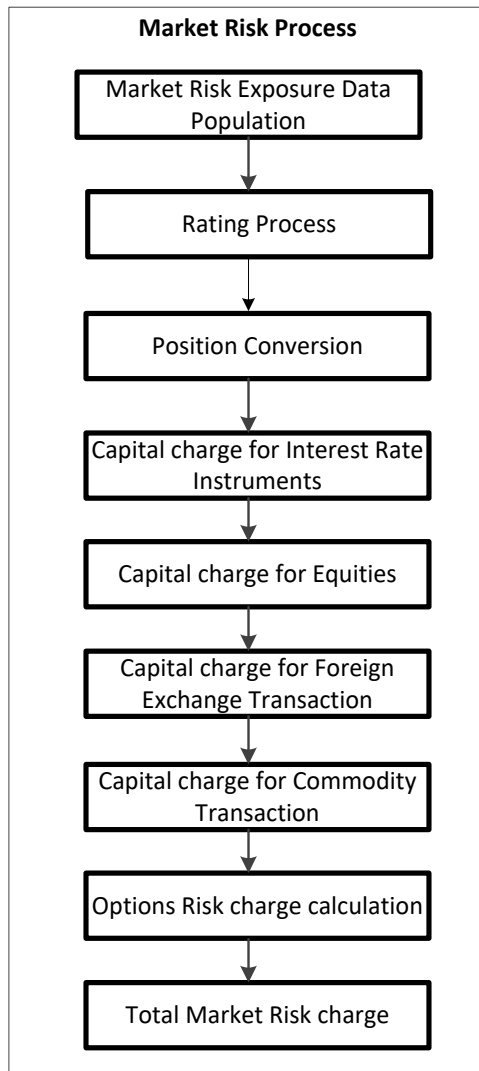 Market Risk Process
Market Risk Exposure Data
Population
Rating Process
Position Conversion
Capital charge for Interest Rate
Instruments
Capital charge for Equities
Capital charge for Foreign
Exchange Transaction
Capital charge for Commodity
Transaction
Options Risk charge calculation
Total Market Risk charge